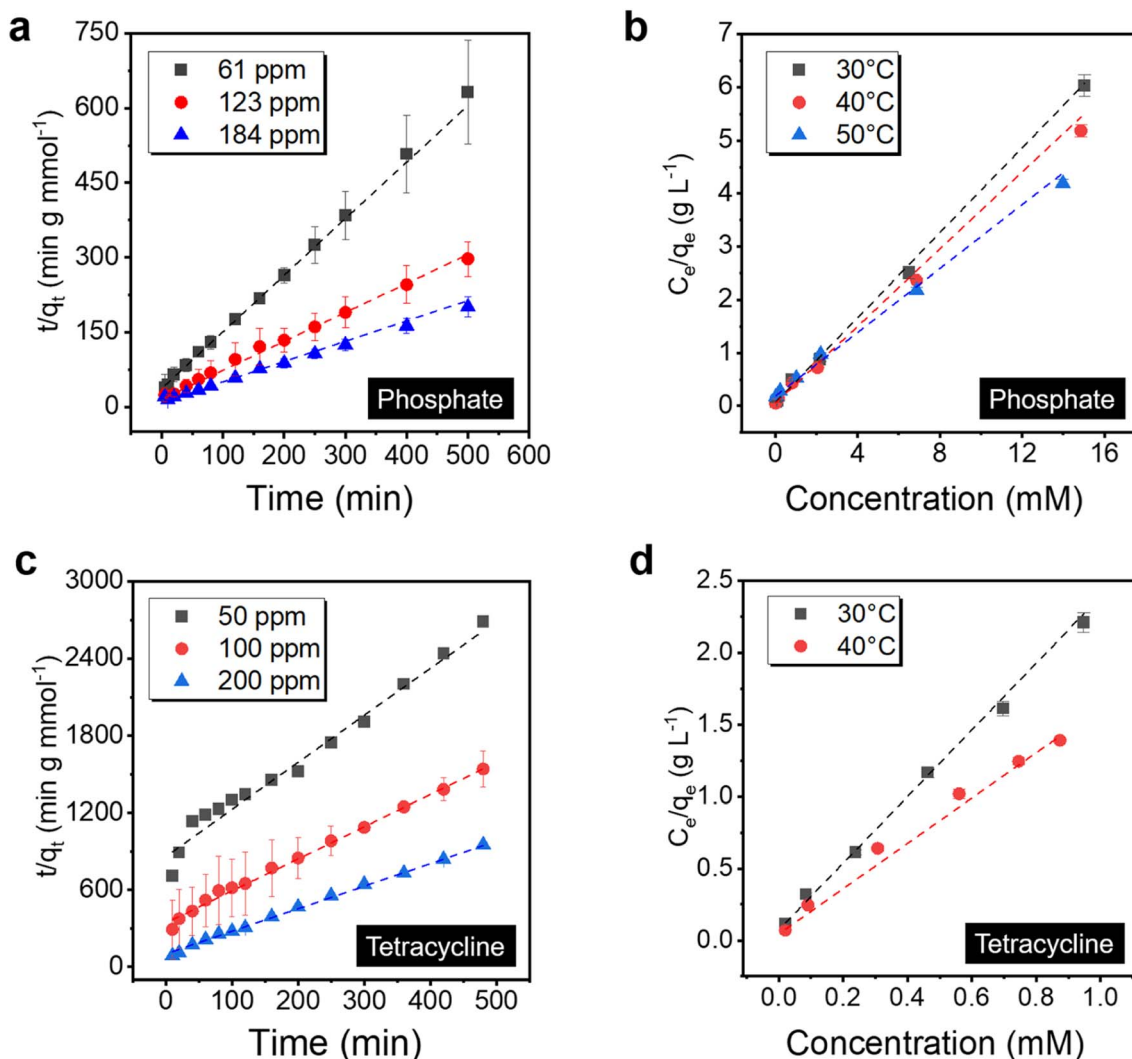 a
750
600
450
300
150
0
t/qt (min g mmol⁻¹)
61 ppm
123 ppm
184 ppm
Phosphate
0 100 200 300 400 500 600
Time (min)
b
7
6
5
4
3
2
1
0
Ce/qe (g L⁻¹)
30°C
40°C
50°C
Phosphate
0 4 8 12 16
Concentration (mM)
c
3000
2400
1800
1200
600
0
t/qt (min g mmol⁻¹)
50 ppm
100 ppm
200 ppm
Tetracycline
0 100 200 300 400 500
Time (min)
d
2.5
2.0
1.5
1.0
0.5
0.0
Ce/qe (g L⁻¹)
30°C
40°C
Tetracycline
0.0 0.2 0.4 0.6 0.8 1.0
Concentration (mM)